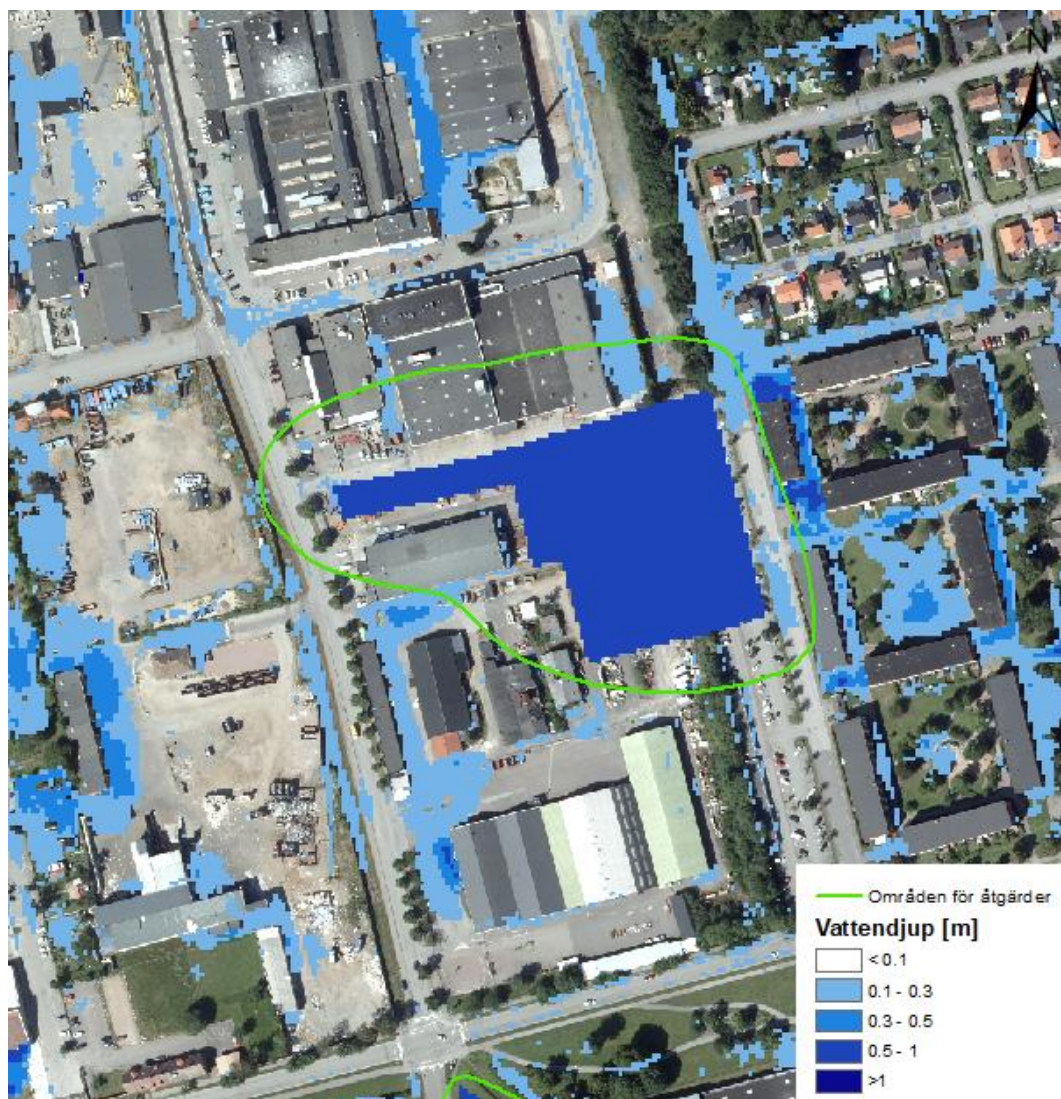 N
Områden för åtgärder
Vattendjup [m]
< 0.1
0.1 - 0.3
0.3 - 0.5
0.5 - 1
>1